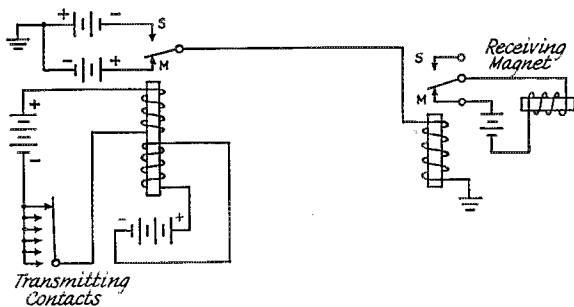 + −
S
− +
M
+
−
− +
Transmitting
Contacts
S
M
Receiving
Magnet